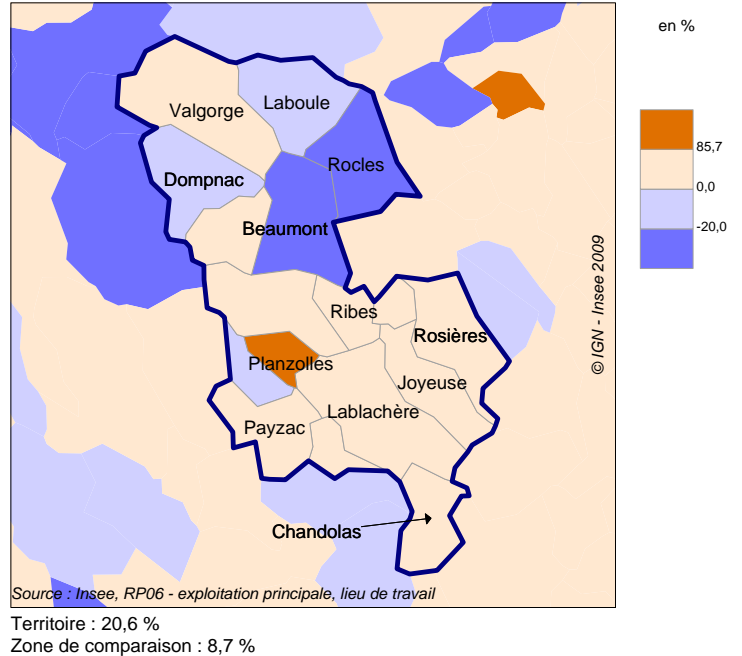 en %
85,7
0,0
-20,0
Valgorge
Laboule
Rocles
Dompnac
Beaumont
Ribes
Rosières
Planzolles
Joyeuse
Lablachère
Payzac
Chandolas
© IGN - Insee 2009
Source : Insee, RP06 - exploitation principale, lieu de travail
Territoire : 20,6 %
Zone de comparaison : 8,7 %